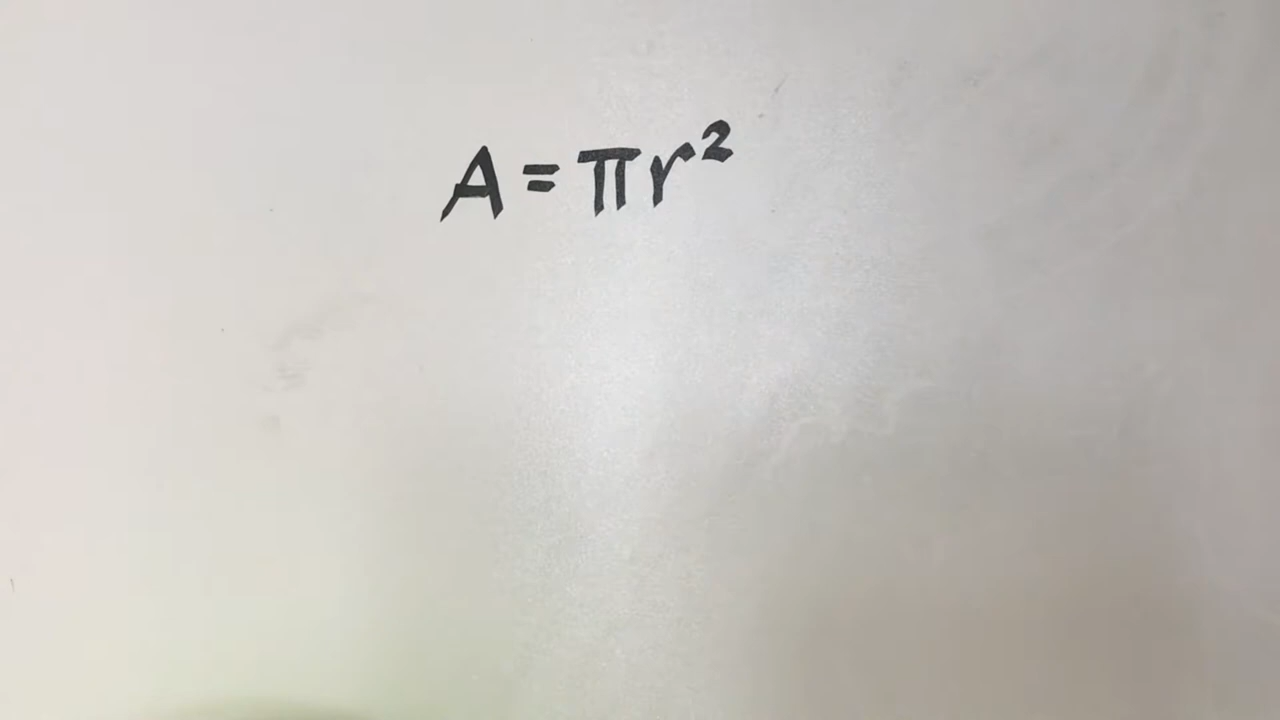 A = πr²